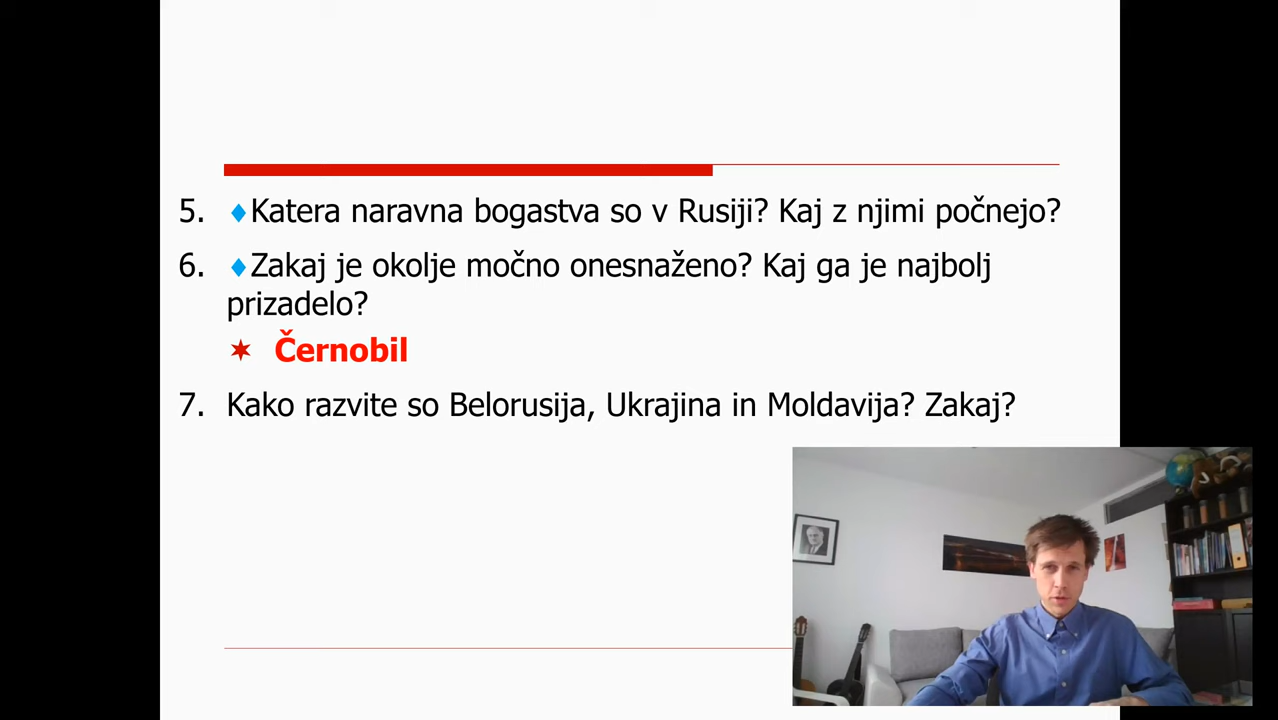 5. ♦Katera naravna bogastva so v Rusiji? Kaj z njimi počnejo?
6. ♦Zakaj je okolje močno onesnaženo? Kaj ga je najbolj
prizadelo?
✶ Černobil
7. Kako razvite so Belorusija, Ukrajina in Moldavija? Zakaj?